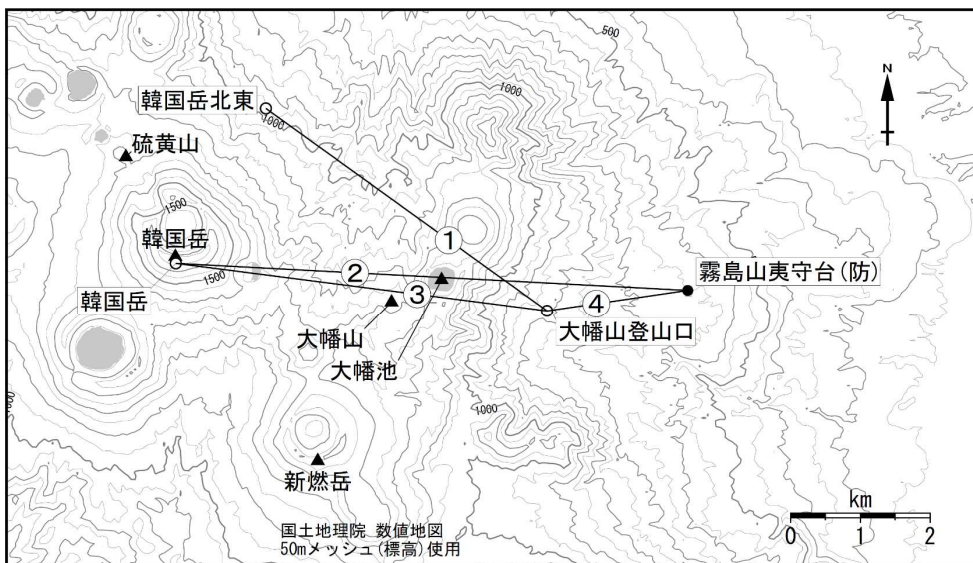 500
N
韓国岳北東
1000
1000
硫黄山
1500
韓国岳
①
霧島山夷守台(防)
②
1500
③
④
韓国岳
大幡山
大幡山登山口
大幡池
1000
新燃岳
km
国土地理院 数値地図
50mメッシュ(標高)使用
0 1 2